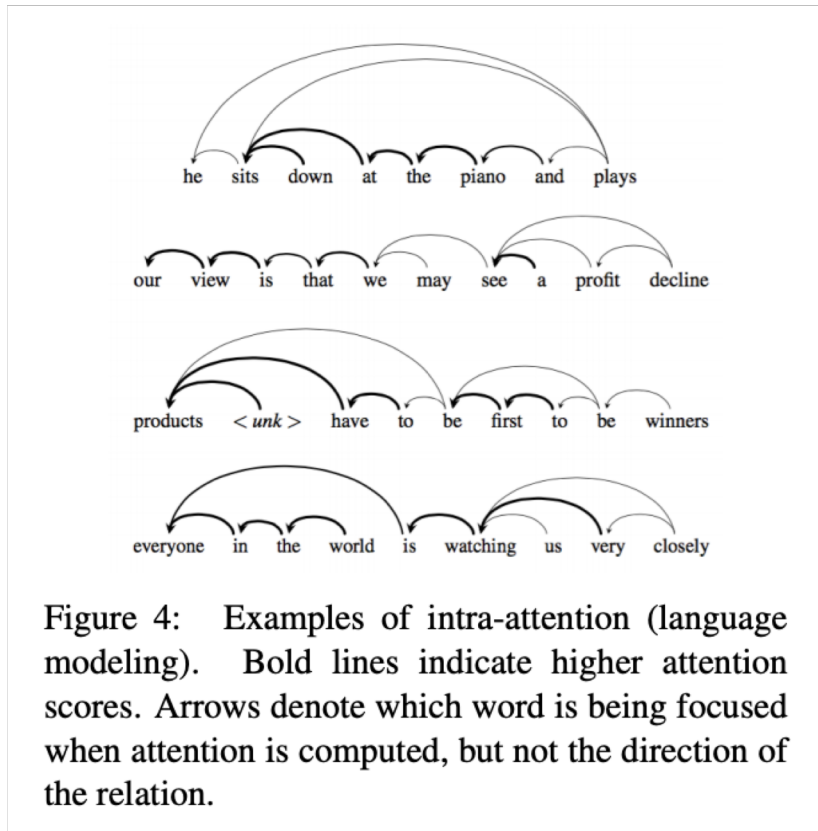 he sits down at the piano and plays
our view is that we may see a profit decline
products < unk > have to be first to be winners
everyone in the world is watching us very closely
Figure 4: Examples of intra-attention (language
modeling). Bold lines indicate higher attention
scores. Arrows denote which word is being focused
when attention is computed, but not the direction of
the relation.